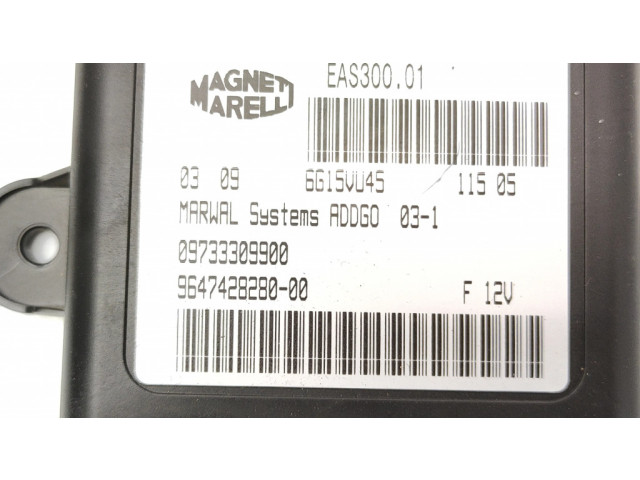 MAGNETI
MARELLI
EAS300.01
03 09 6G15VU45 115 05
MARWAL Systems ADDGO 03-1
09733309900
9647428280-00 F 12V